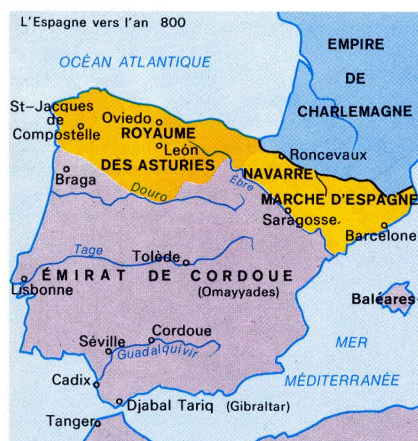 L'Espagne vers l'an 800
OCÉAN ATLANTIQUE
EMPIRE
DE
CHARLEMAGNE
St-Jacques
de
Compostelle
Oviedo
ROYAUME
León
DES ASTURIES
Roncevaux
NAVARRE
MARCHE D'ESPAGNE
Braga
Douro
Ebre
Saragosse
Barcelone
Tage
Tolède
ÉMIRAT DE CORDOUE
(Omayyades)
Lisbonne
Baléares
Séville
Cordoue
Guadalquivir
MER
MÉDITERRANÉE
Cadix
Djabal Tariq (Gibraltar)
Tanger